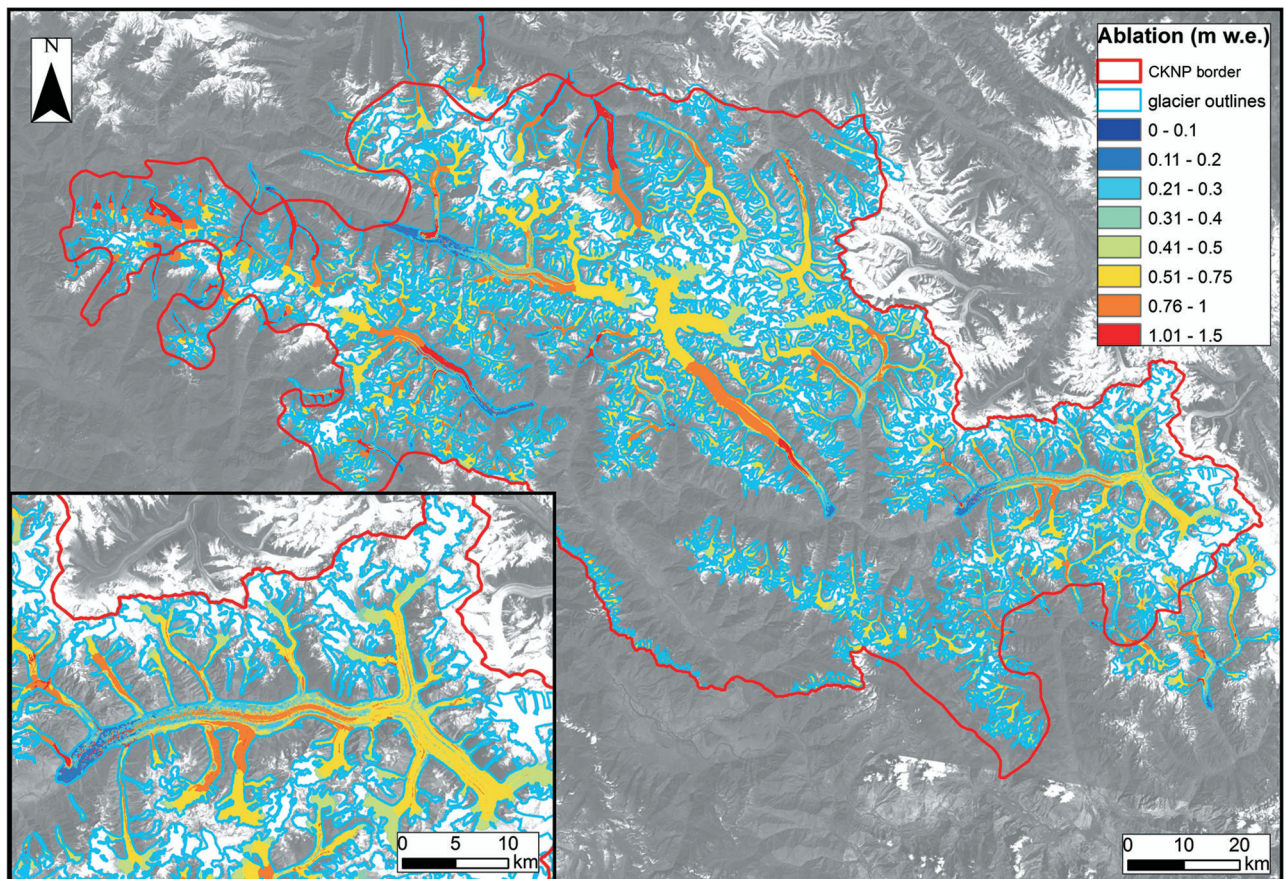 N
Ablation (m w.e.)
CKNP border
glacier outlines
0 - 0.1
0.11 - 0.2
0.21 - 0.3
0.31 - 0.4
0.41 - 0.5
0.51 - 0.75
0.76 - 1
1.01 - 1.5
0 5 10
km
0 10 20
km